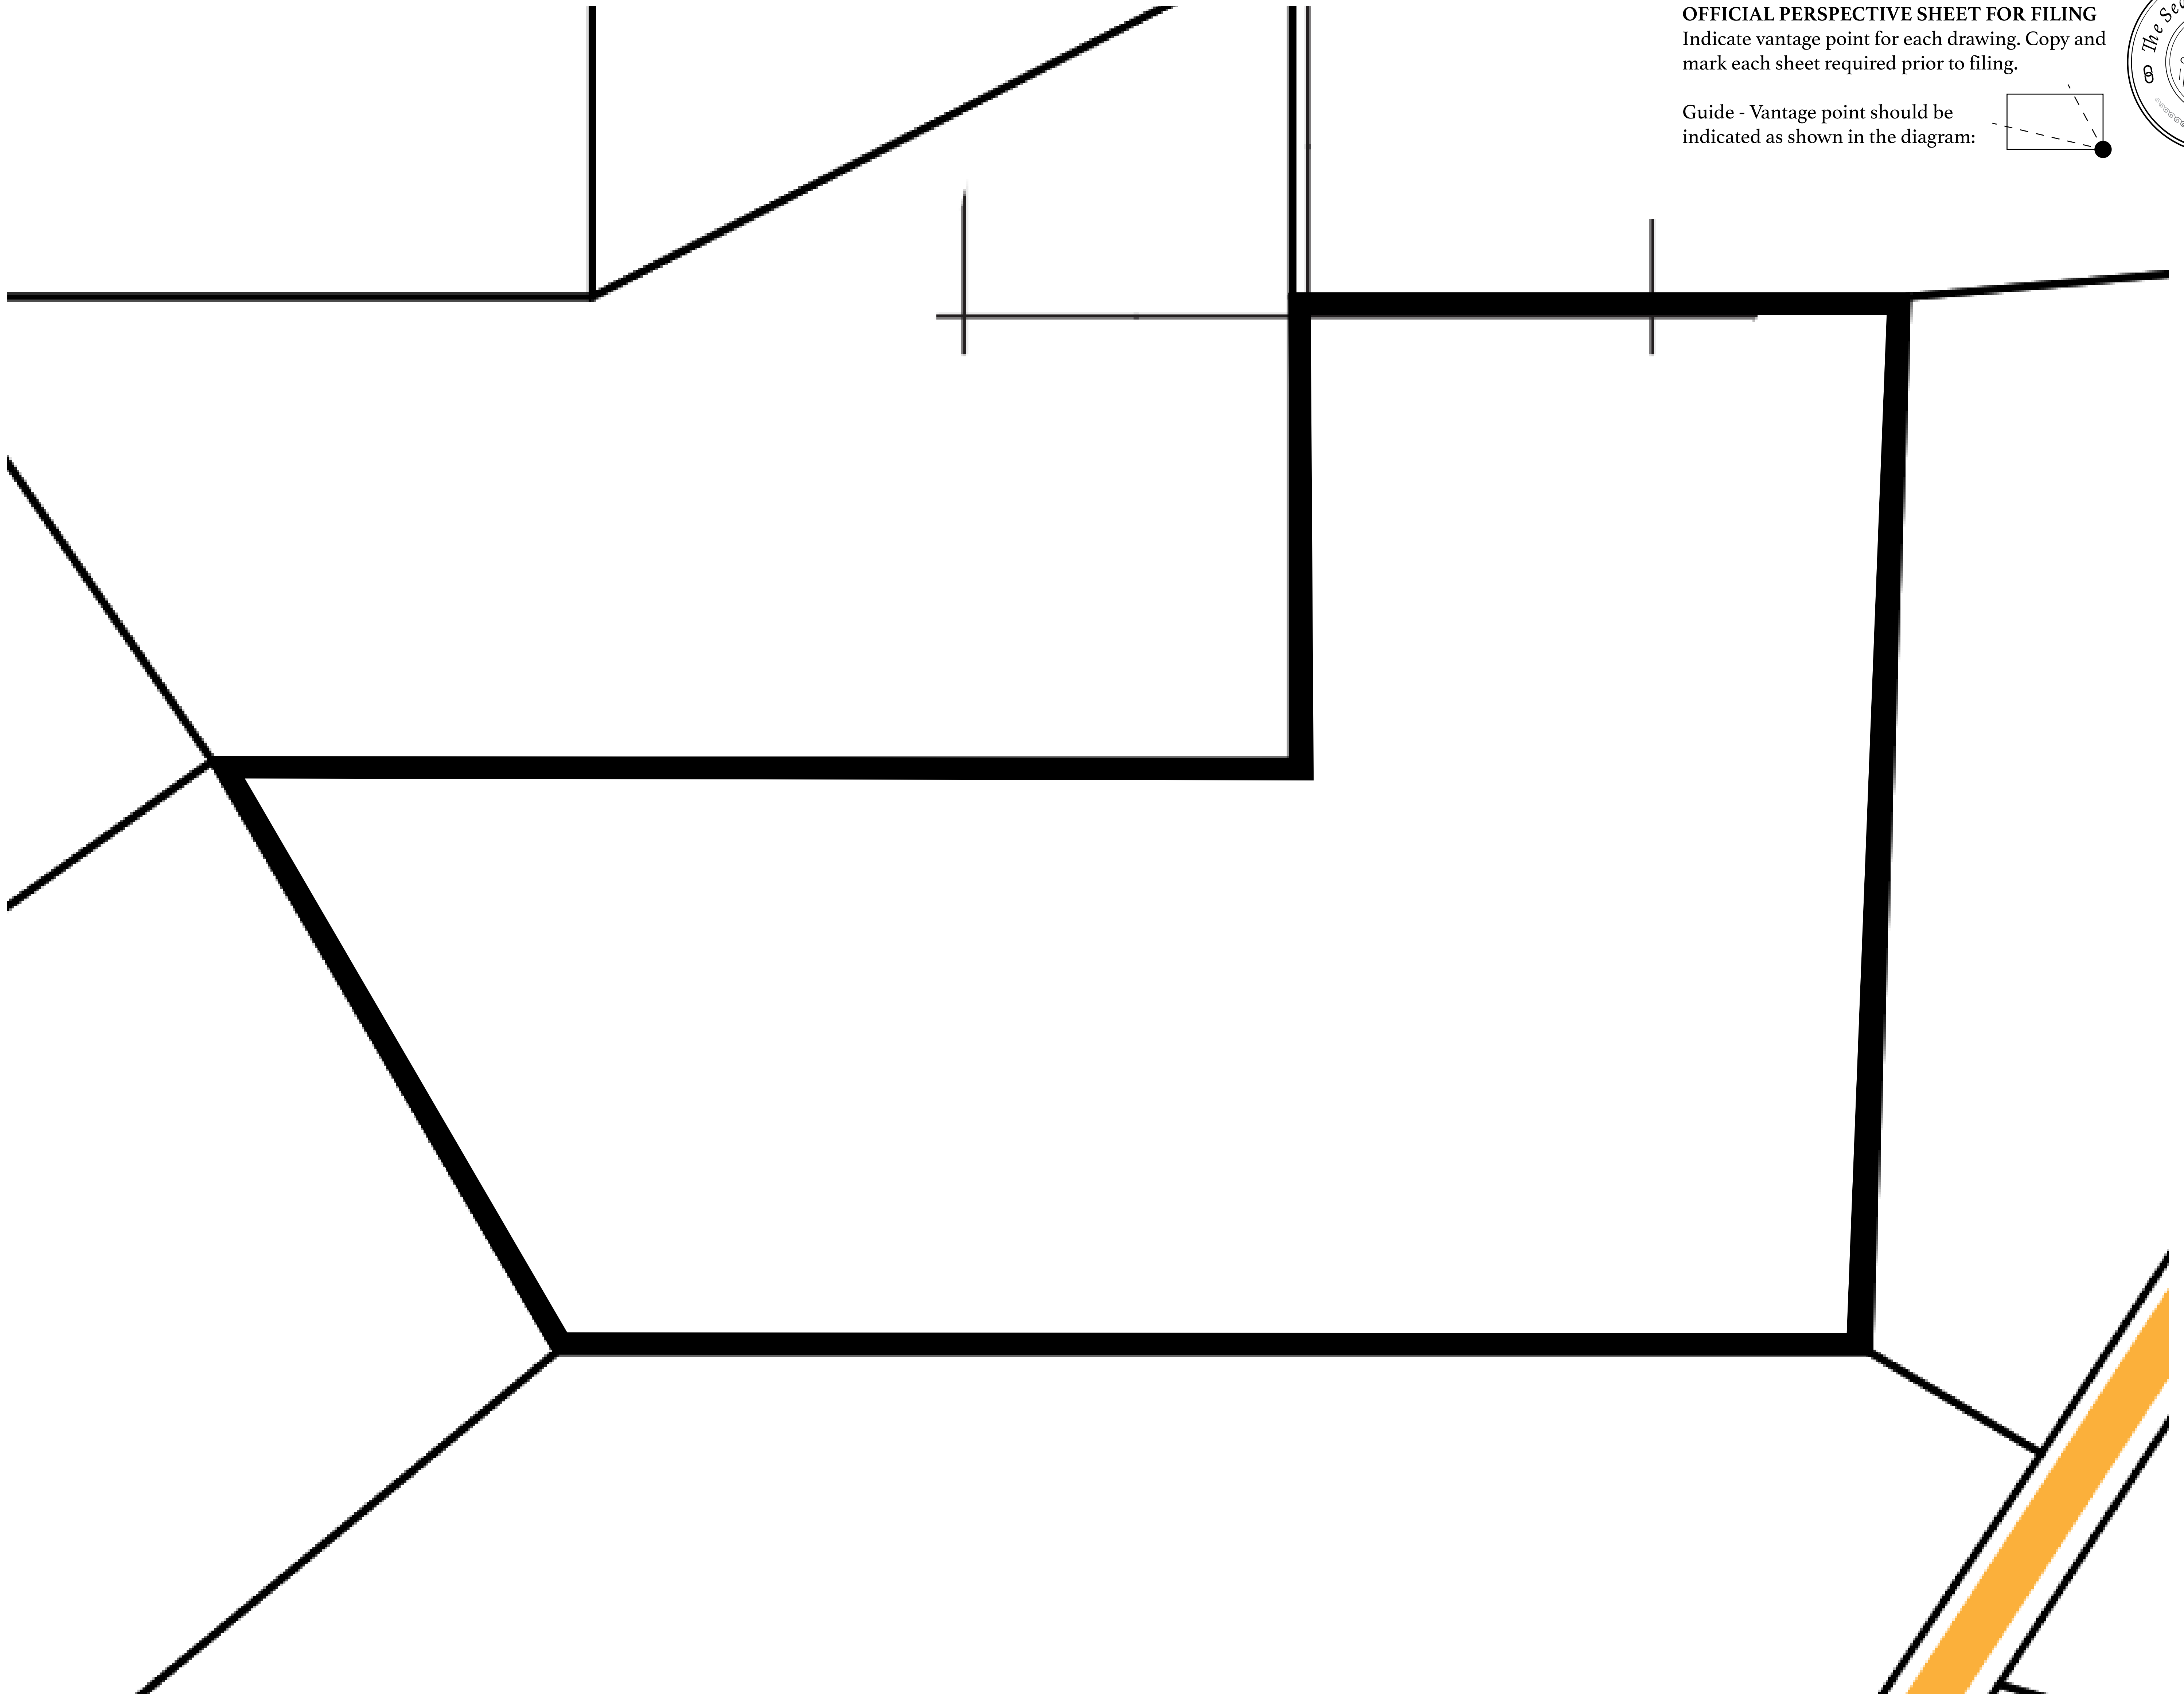 OFFICIAL PERSPECTIVE SHEET FOR FILING
Indicate vantage point for each drawing. Copy and
mark each sheet required prior to filing.
Guide - Vantage point should be
indicated as shown in the diagram:
The